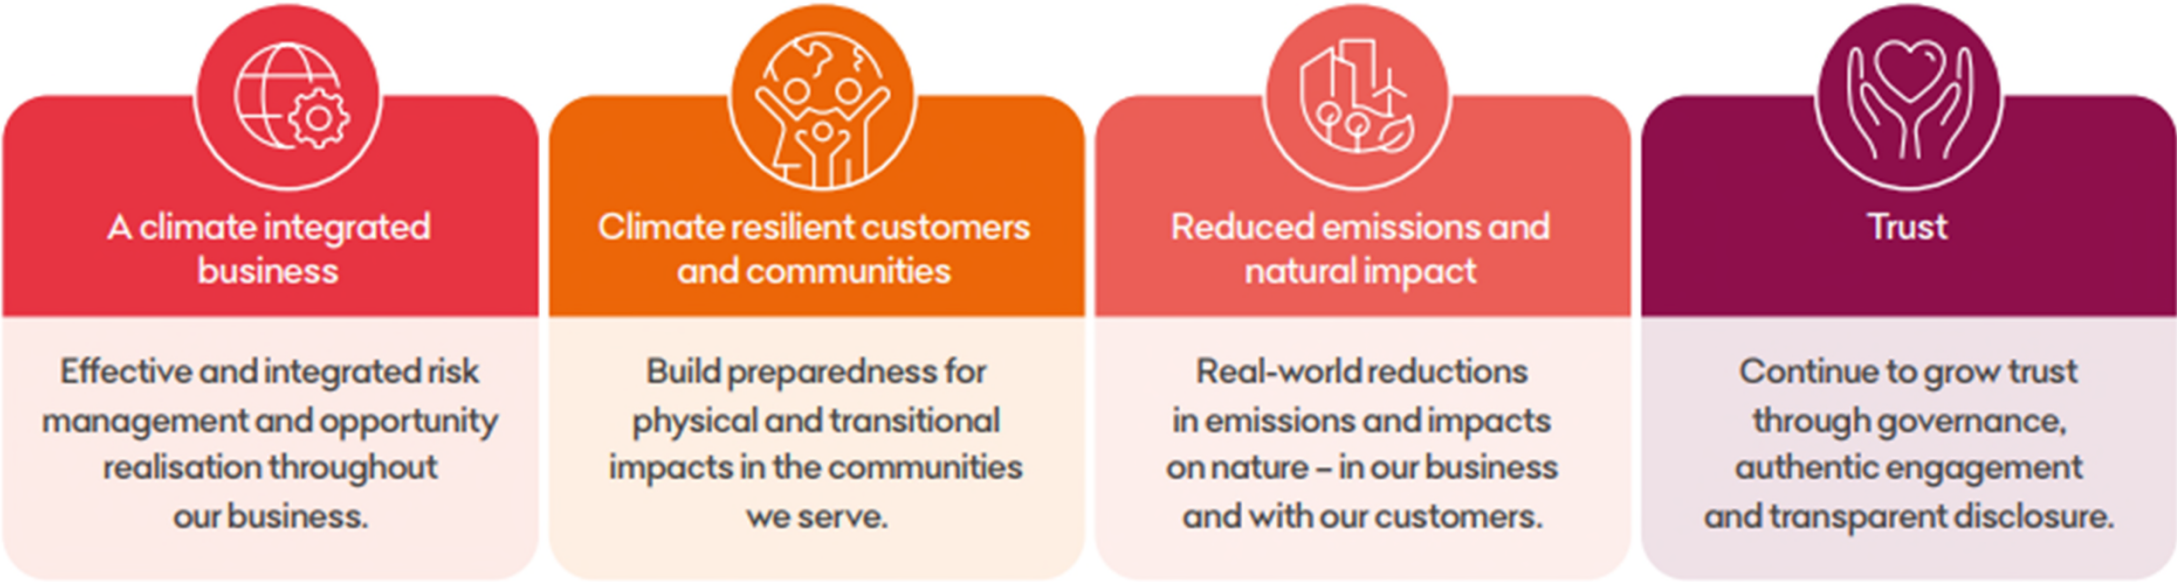 A climate integrated
business
Effective and integrated risk
management and opportunity
realisation throughout
our business.
Climate resilient customers
and communities
Build preparedness for
physical and transitional
impacts in the communities
we serve.
Reduced emissions and
natural impact
Real-world reductions
in emissions and impacts
on nature – in our business
and with our customers.
Trust
Continue to grow trust
through governance,
authentic engagement
and transparent disclosure.